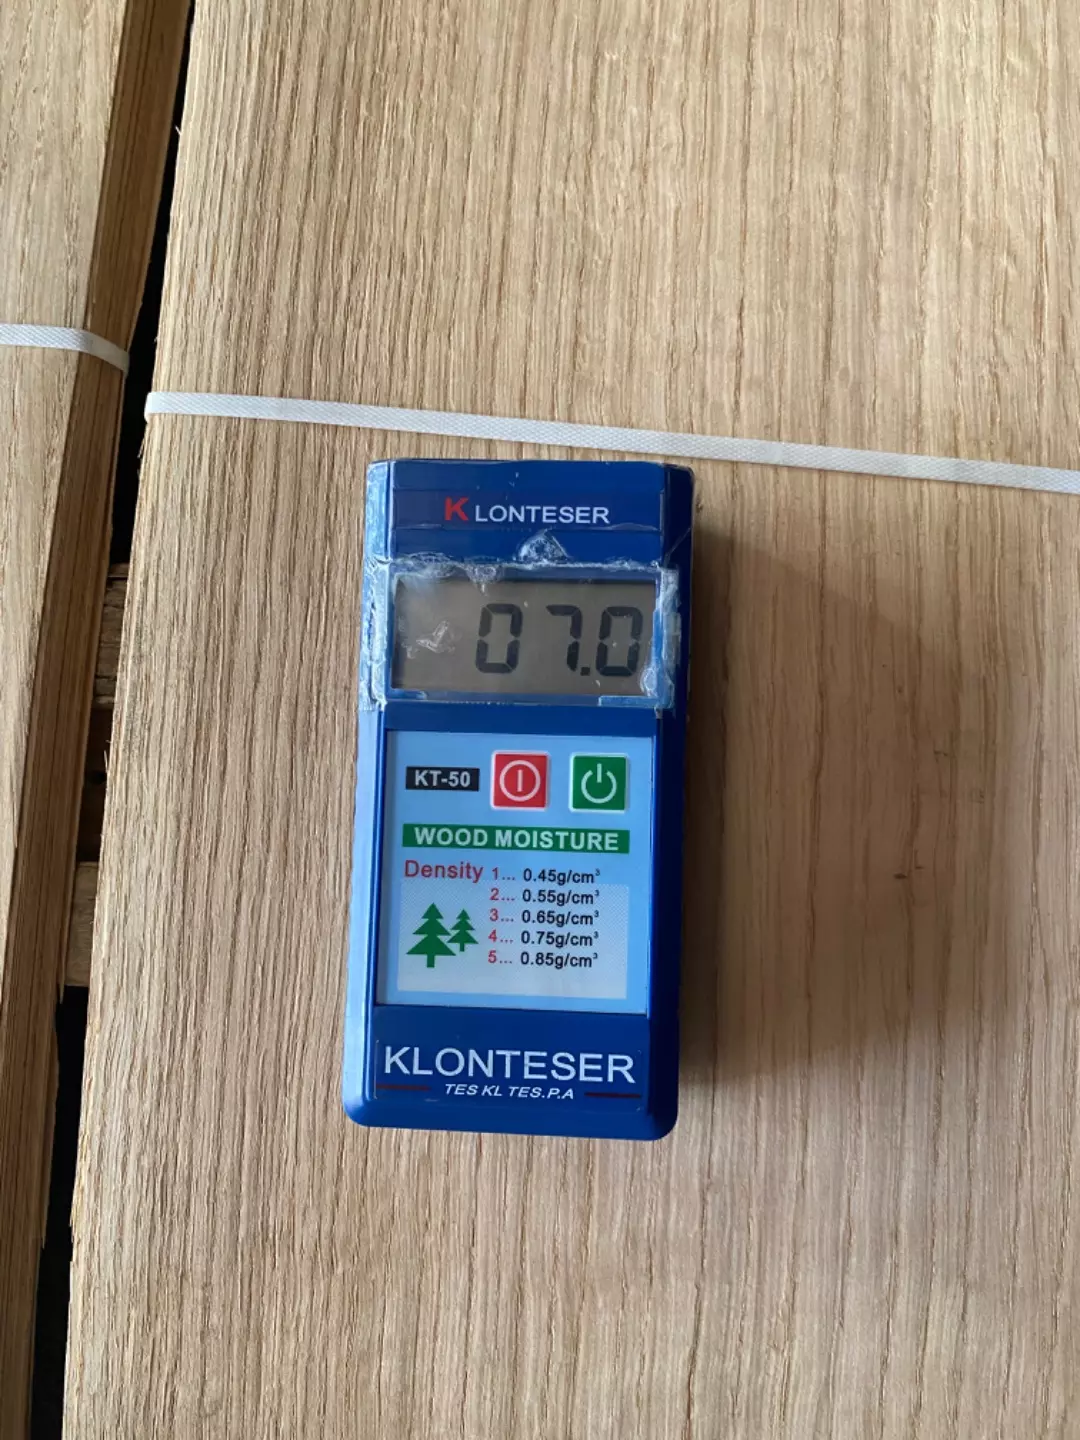 KLONTESER
07.0
KT-50
WOOD MOISTURE
Density 1... 0.45g/cm³
2... 0.55g/cm³
3... 0.65g/cm³
4... 0.75g/cm³
5... 0.85g/cm³
KLONTESER
TES KL TES.P.A